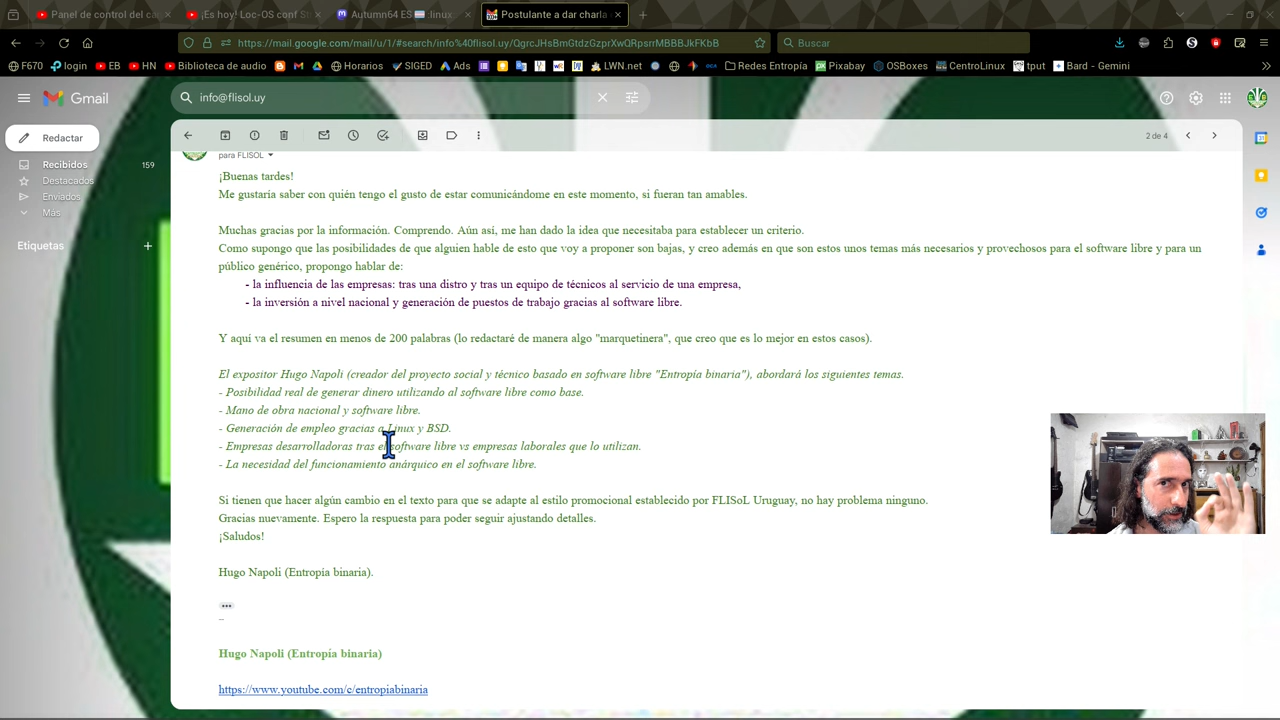 Panel de control del ca
¡Es hoy! Loc-OS conf St
Autumn64 ES :linux:
Postulante a dar charla
https://mail.google.com/mail/u/1/#search/info%40flisol.uy/QgrcJHsBmGtdzGzprXwQRpsrrMBBBJkFKbB
Buscar
F670 login EB HN Biblioteca de audio Horarios SIGED Ads LWN.net Redes Entropía Pixabay OSBoxes CentroLinux tput Bard - Gemini
Gmail
info@flisol.uy
Redactar
2 de 4
Recibidos 159
Destacados
Enviados
Más
Etiquetas
para FLISOL
¡Buenas tardes!
Me gustaría saber con quién tengo el gusto de estar comunicándome en este momento, si fueran tan amables.
Muchas gracias por la información. Comprendo. Aún así, me han dado la idea que necesitaba para establecer un criterio.
Como supongo que las posibilidades de que alguien hable de esto que voy a proponer son bajas, y creo además en que son estos unos temas más necesarios y provechosos para el software libre y para un
público genérico, propongo hablar de:
- la influencia de las empresas: tras una distro y tras un equipo de técnicos al servicio de una empresa,
- la inversión a nivel nacional y generación de puestos de trabajo gracias al software libre.
Y aquí va el resumen en menos de 200 palabras (lo redactaré de manera algo "marquetinera", que creo que es lo mejor en estos casos).
El expositor Hugo Napoli (creador del proyecto social y técnico basado en software libre "Entropía binaria"), abordará los siguientes temas.
- Posibilidad real de generar dinero utilizando al software libre como base.
- Mano de obra nacional y software libre.
- Generación de empleo gracias a Linux y BSD.
- Empresas desarrolladoras tras el software libre vs empresas laborales que lo utilizan.
- La necesidad del funcionamiento anárquico en el software libre.
Si tienen que hacer algún cambio en el texto para que se adapte al estilo promocional establecido por FLISoL Uruguay, no hay problema ninguno.
Gracias nuevamente. Espero la respuesta para poder seguir ajustando detalles.
¡Saludos!
Hugo Napoli (Entropía binaria).
--
Hugo Napoli (Entropía binaria)
https://www.youtube.com/c/entropiabinaria